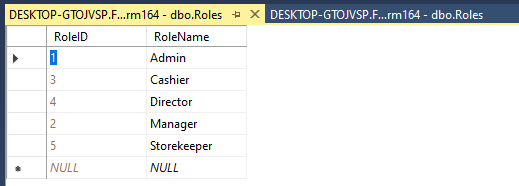 DESKTOP-GTOJVSP.F...rm164 - dbo.Roles DESKTOP-GTOJVSP.F...rm164 - dbo.Roles
RoleID RoleName
1 Admin
3 Cashier
4 Director
2 Manager
5 Storekeeper
NULL NULL